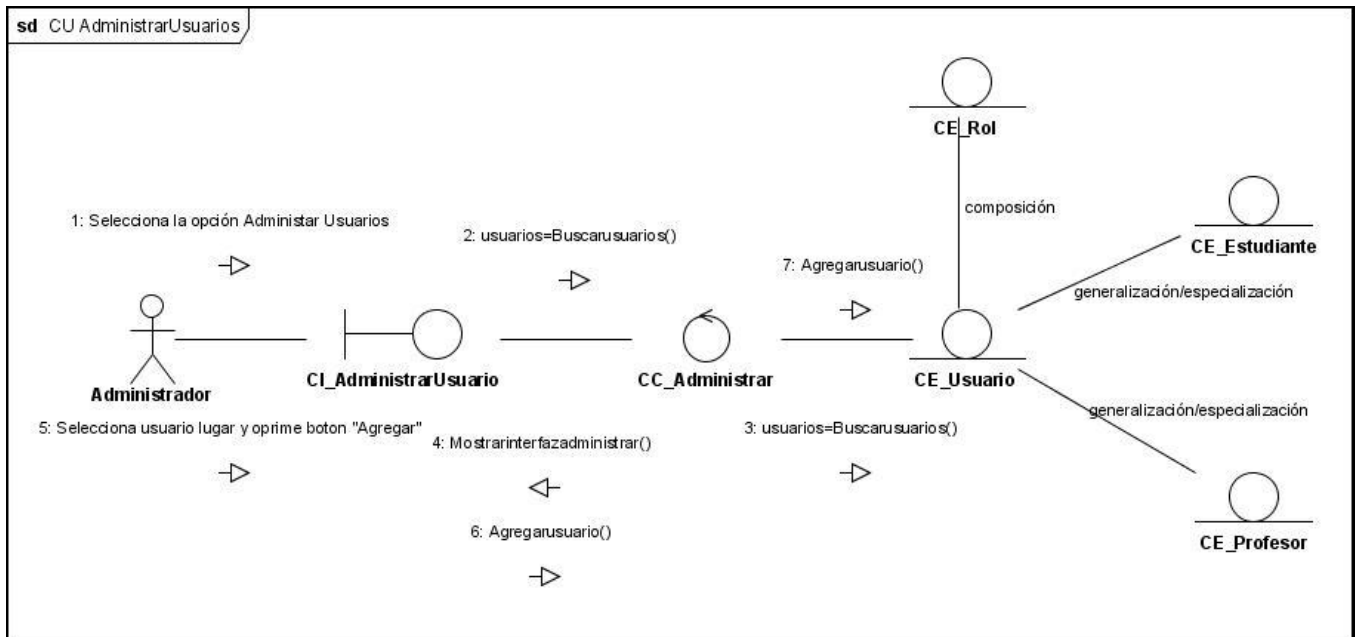 sd CU AdministrarUsuarios
CE_Rol
composición
1: Selecciona la opción Administar Usuarios
2: usuarios=Buscarusuarios()
7: Agregarusuario()
CE_Estudiante
generalización/especialización
Administrador
CI_AdministrarUsuario
CC_Administrar
CE_Usuario
generalización/especialización
5: Selecciona usuario lugar y oprime boton "Agregar"
4: Mostrarinterfazadministrar()
3: usuarios=Buscarusuarios()
6: Agregarusuario()
CE_Profesor